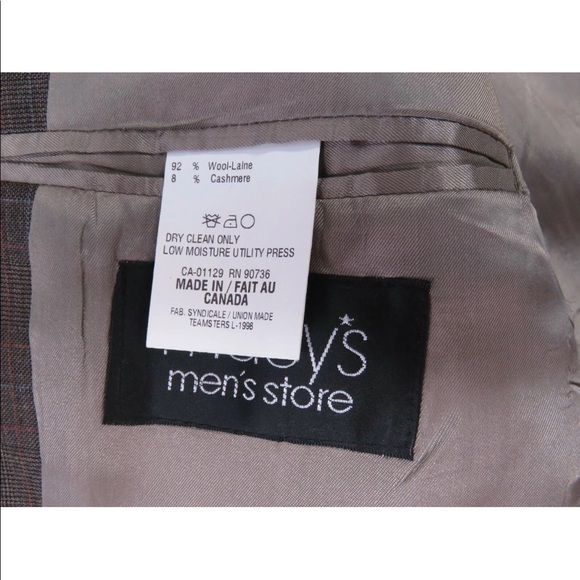 92 % Wool-Laine
8 % Cashmere
DRY CLEAN ONLY
LOW MOISTURE UTILITY PRESS
CA-01129 RN 90736
MADE IN / FAIT AU
CANADA
FAB. SYNDICALE / UNION MADE
TEAMSTERS L-1998
macy's
men's store